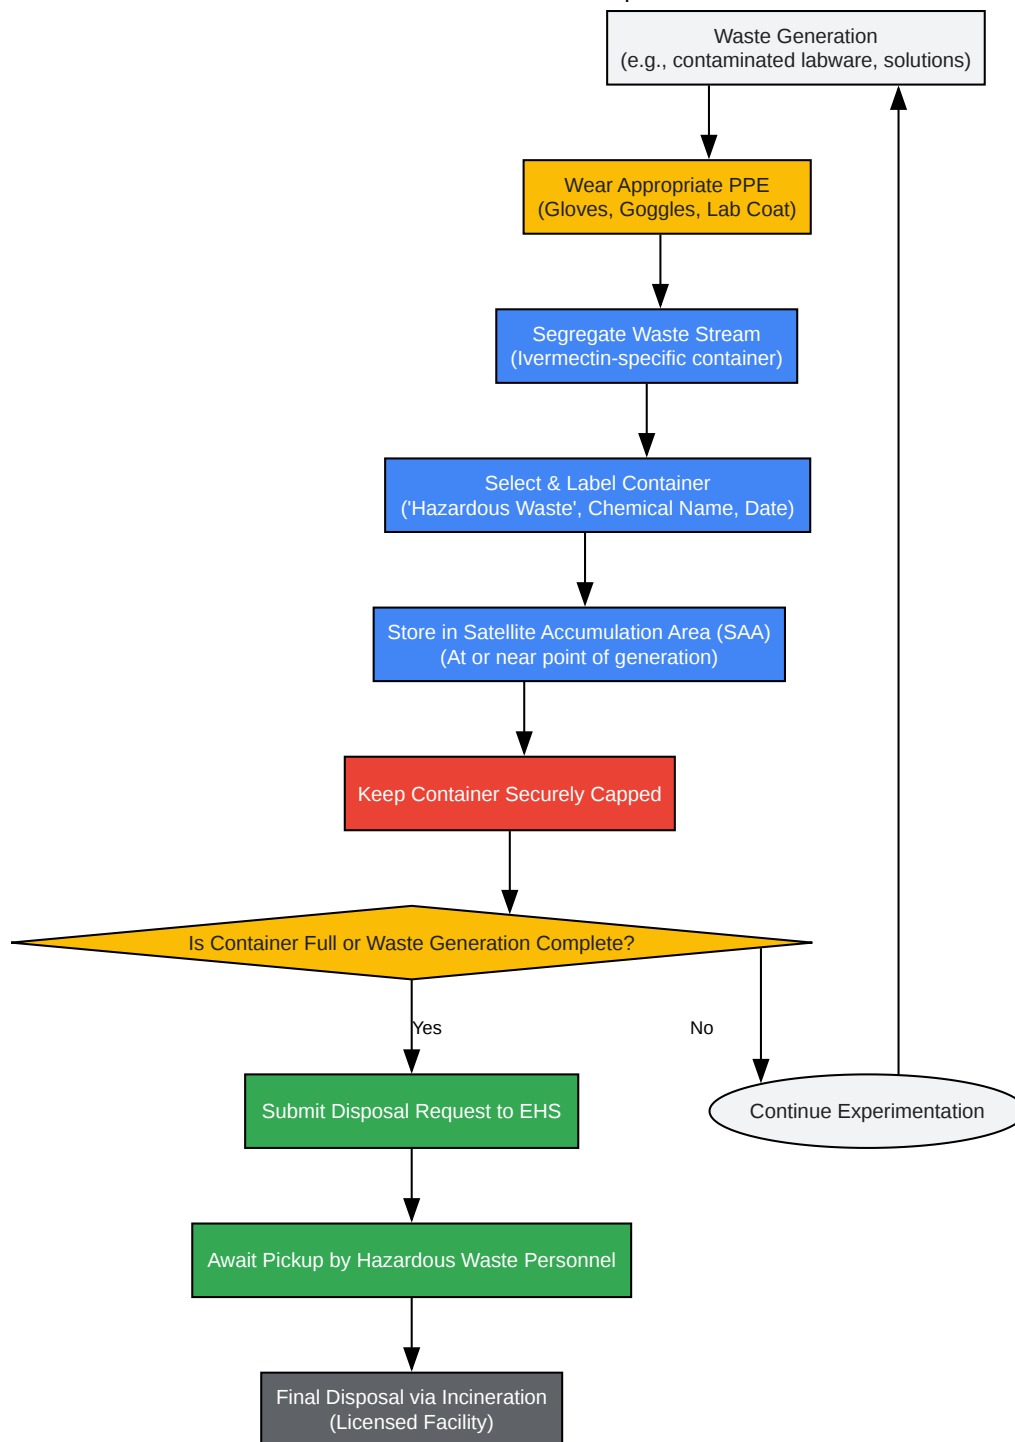 Waste Generation
(e.g., contaminated labware, solutions)
Wear Appropriate PPE
(Gloves, Goggles, Lab Coat)
Segregate Waste Stream
(Ivermectin-specific container)
Select & Label Container
('Hazardous Waste', Chemical Name, Date)
Store in Satellite Accumulation Area (SAA)
(At or near point of generation)
Keep Container Securely Capped
Is Container Full or Waste Generation Complete?
Yes
No
Submit Disposal Request to EHS
Continue Experimentation
Await Pickup by Hazardous Waste Personnel
Final Disposal via Incineration
(Licensed Facility)